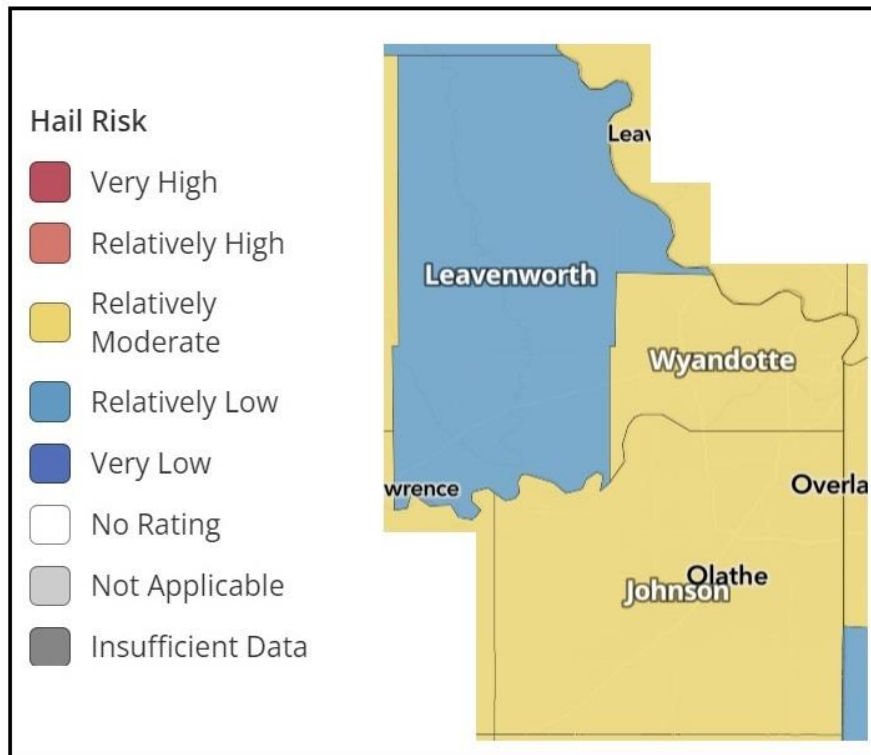 Hail Risk
Very High
Relatively High
Relatively
Moderate
Relatively Low
Very Low
No Rating
Not Applicable
Insufficient Data
Leav
Leavenworth
Wyandotte
wrence
Overla
Olathe
Johnson